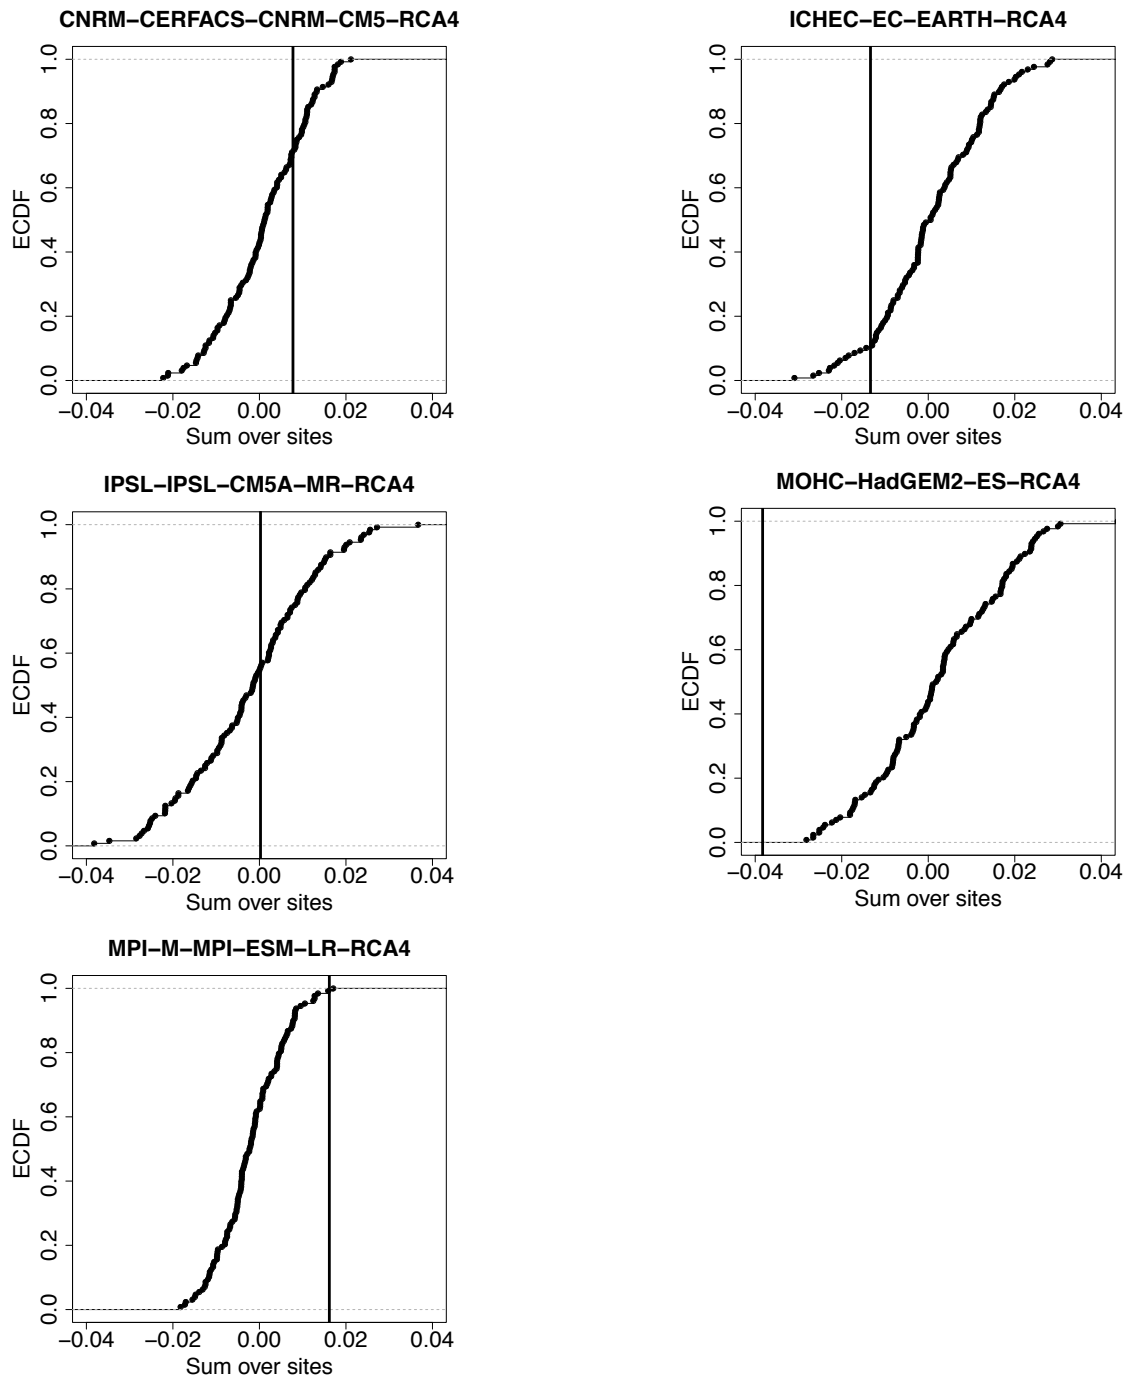 CNRM−CERFACS−CNRM−CM5−RCA4
ECDF
1.0
0.8
0.6
0.4
0.2
0.0
−0.04 −0.02 0.00 0.02 0.04
Sum over sites
ICHEC−EC−EARTH−RCA4
ECDF
1.0
0.8
0.6
0.4
0.2
0.0
−0.04 −0.02 0.00 0.02 0.04
Sum over sites
IPSL−IPSL−CM5A−MR−RCA4
ECDF
1.0
0.8
0.6
0.4
0.2
0.0
−0.04 −0.02 0.00 0.02 0.04
Sum over sites
MOHC−HadGEM2−ES−RCA4
ECDF
1.0
0.8
0.6
0.4
0.2
0.0
−0.04 −0.02 0.00 0.02 0.04
Sum over sites
MPI−M−MPI−ESM−LR−RCA4
ECDF
1.0
0.8
0.6
0.4
0.2
0.0
−0.04 −0.02 0.00 0.02 0.04
Sum over sites